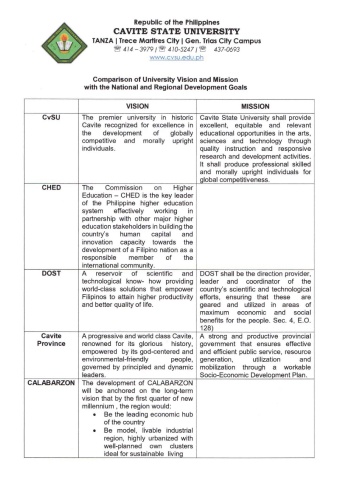 Republic of the Philippines
CAVITE STATE UNIVERSITY
TANZA | Trece Martires City | Gen. Trias City Campus
☏ 414 – 3979 | ☏ 410-5247 | ☏ 437-0693
www.cvsu.edu.ph
Comparison of University Vision and Mission
with the National and Regional Development Goals
VISION
MISSION
CvSU
The premier university in historic
Cavite recognized for excellence in
the development of globally
competitive and morally upright
individuals.
Cavite State University shall provide
excellent, equitable and relevant
educational opportunities in the arts,
sciences and technology through
quality instruction and responsive
research and development activities.
It shall produce professional skilled
and morally upright individuals for
global competitiveness.
CHED
The Commission on Higher
Education – CHED is the key leader
of the Philippine higher education
system effectively working in
partnership with other major higher
education stakeholders in building the
country's human capital and
innovation capacity towards the
development of a Filipino nation as a
responsible member of the
international community.
DOST
A reservoir of scientific and
technological know- how providing
world-class solutions that empower
Filipinos to attain higher productivity
and better quality of life.
DOST shall be the direction provider,
leader and coordinator of the
country's scientific and technological
efforts, ensuring that these are
geared and utilized in areas of
maximum economic and social
benefits for the people. Sec. 4, E.O.
128)
Cavite
Province
A progressive and world class Cavite,
renowned for its glorious history,
empowered by its god-centered and
environmental-friendly people,
governed by principled and dynamic
leaders.
A strong and productive provincial
government that ensures effective
and efficient public service, resource
generation, utilization and
mobilization through a workable
Socio-Economic Development Plan.
CALABARZON
The development of CALABARZON
will be anchored on the long-term
vision that by the first quarter of new
millennium , the region would:
• Be the leading economic hub
of the country
• Be model, livable industrial
region, highly urbanized with
well-planned own clusters
ideal for sustainable living